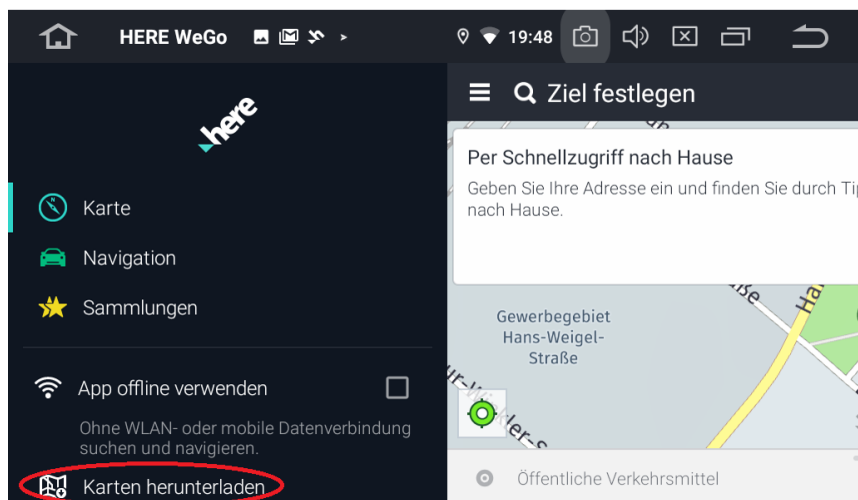 HERE WeGo
19:48
here
Karte
Navigation
Sammlungen
App offline verwenden
Ohne WLAN- oder mobile Datenverbindung
suchen und navigieren.
Karten herunterladen
Ziel festlegen
Per Schnellzugriff nach Hause
Geben Sie Ihre Adresse ein und finden Sie durch
nach Hause.
Gewerbegebiet
Hans-Weigel-
Straße
Öffentliche Verkehrsmittel